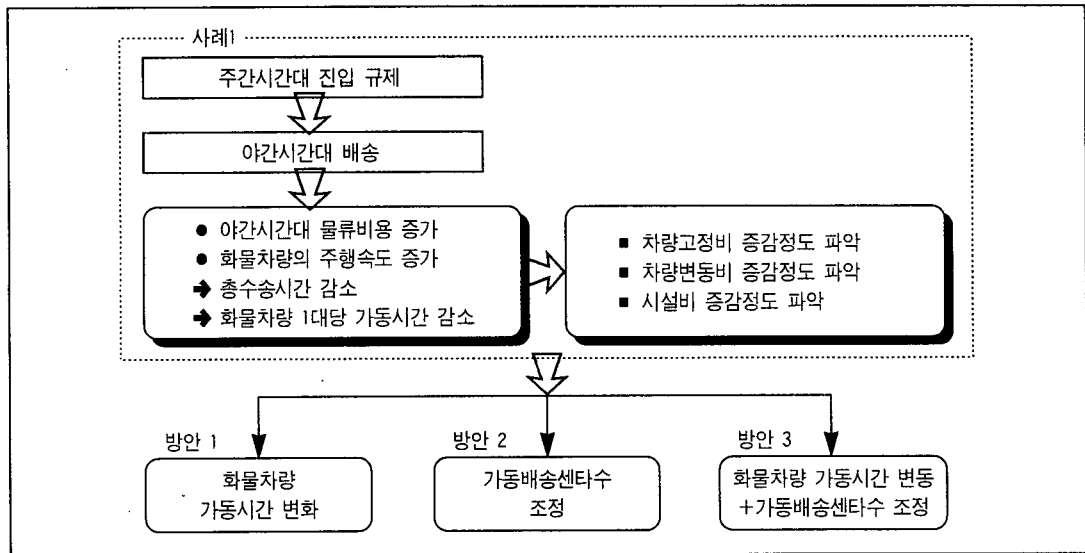 사례1
주간시간대 진입 규제
야간시간대 배송
● 야간시간대 물류비용 증가
● 화물차량의 주행속도 증가
➔ 총수송시간 감소
➔ 화물차량 1대당 가동시간 감소
■ 차량고정비 증감정도 파악
■ 차량변동비 증감정도 파악
■ 시설비 증감정도 파악
방안 1
화물차량
가동시간 변화
방안 2
가동배송센타수
조정
방안 3
화물차량 가동시간 변동
+가동배송센타수 조정